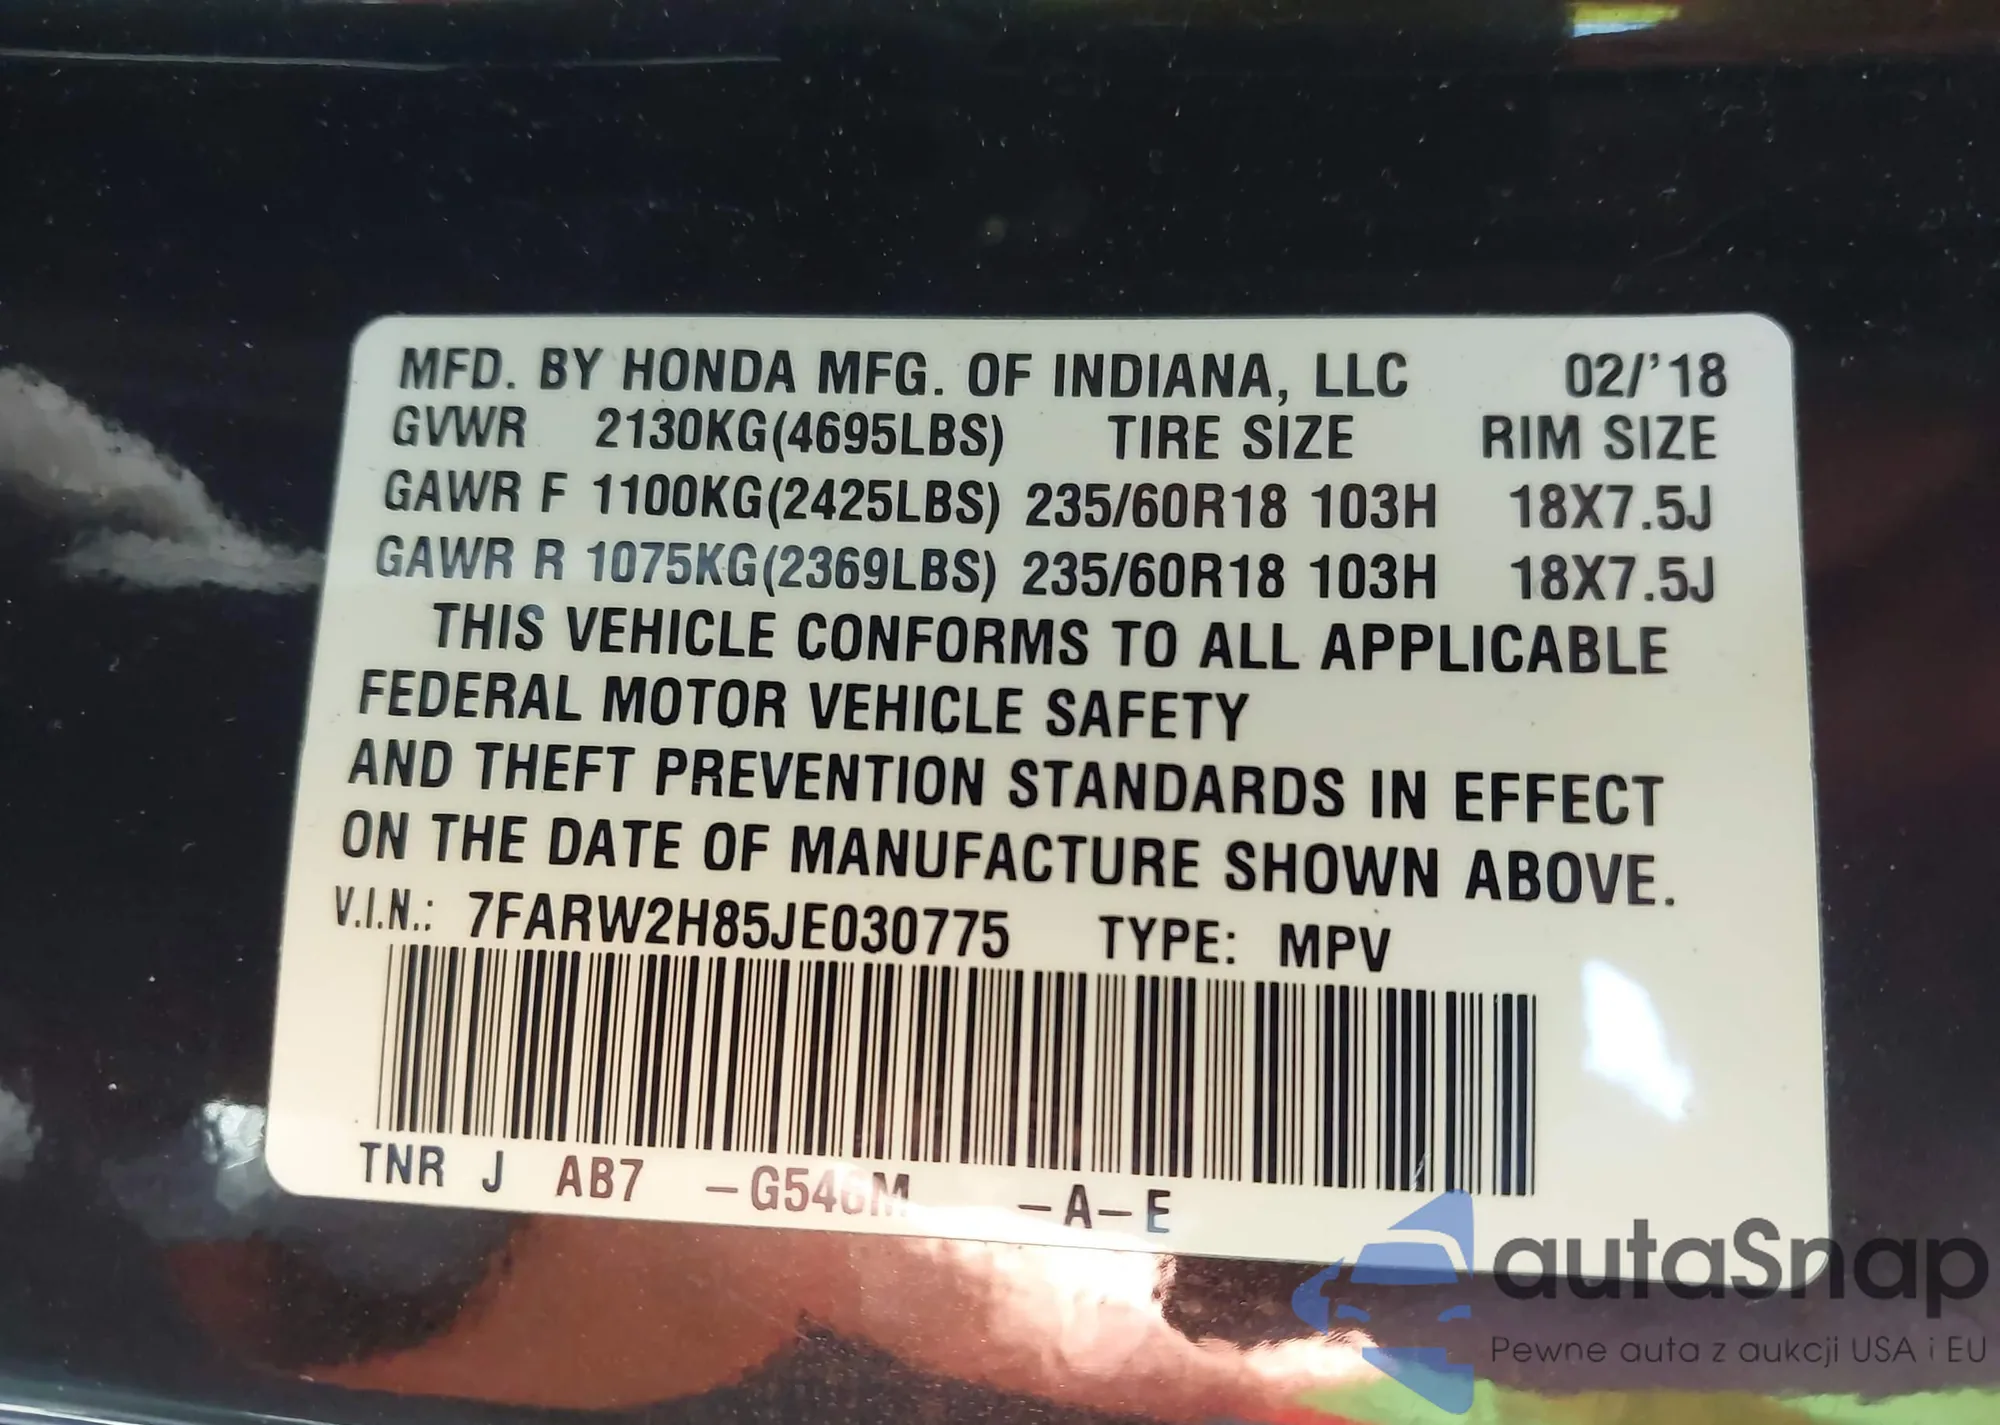 MFD. BY HONDA MFG. OF INDIANA, LLC 02/'18
GVWR 2130KG(4695LBS) TIRE SIZE RIM SIZE
GAWR F 1100KG(2425LBS) 235/60R18 103H 18X7.5J
GAWR R 1075KG(2369LBS) 235/60R18 103H 18X7.5J
THIS VEHICLE CONFORMS TO ALL APPLICABLE
FEDERAL MOTOR VEHICLE SAFETY
AND THEFT PREVENTION STANDARDS IN EFFECT
ON THE DATE OF MANUFACTURE SHOWN ABOVE.
V.I.N.: 7FARW2H85JE030775 TYPE: MPV
TNR J AB7 -G546M -A-E
autaSnap
Pewne auta z aukcji USA i EU